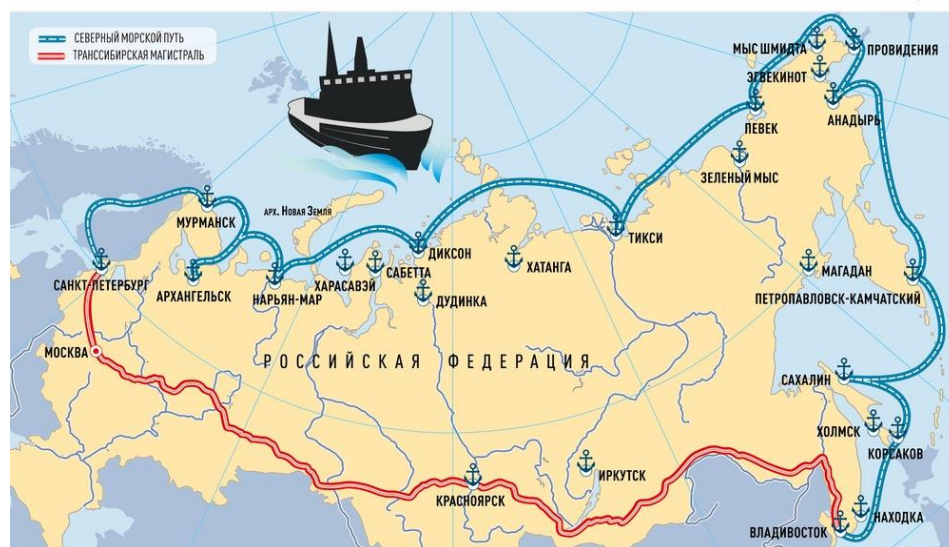 СЕВЕРНЫЙ МОРСКОЙ ПУТЬ
ТРАНССИБИРСКАЯ МАГИСТРАЛЬ
МЫС ШМИДТА
ПРОВИДЕНИЯ
ЭГВЕКИНОТ
АНАДЫРЬ
ПЕВЕК
ЗЕЛЕНЫЙ МЫС
МУРМАНСК
АРХ. НОВАЯ ЗЕМЛЯ
ТИКСИ
ДИКСОН
ХАТАНГА
САБЕТТА
МАГАДАН
САНКТ-ПЕТЕРБУРГ
АРХАНГЕЛЬСК
НАРЬЯН-МАР
ХАРАСАВЭЙ
ДУДИНКА
ПЕТРОПАВЛОВСК-КАМЧАТСКИЙ
МОСКВА
РОССИЙСКАЯ ФЕДЕРАЦИЯ
САХАЛИН
ХОЛМСК
КОРСАКОВ
ИРКУТСК
КРАСНОЯРСК
НАХОДКА
ВЛАДИВОСТОК